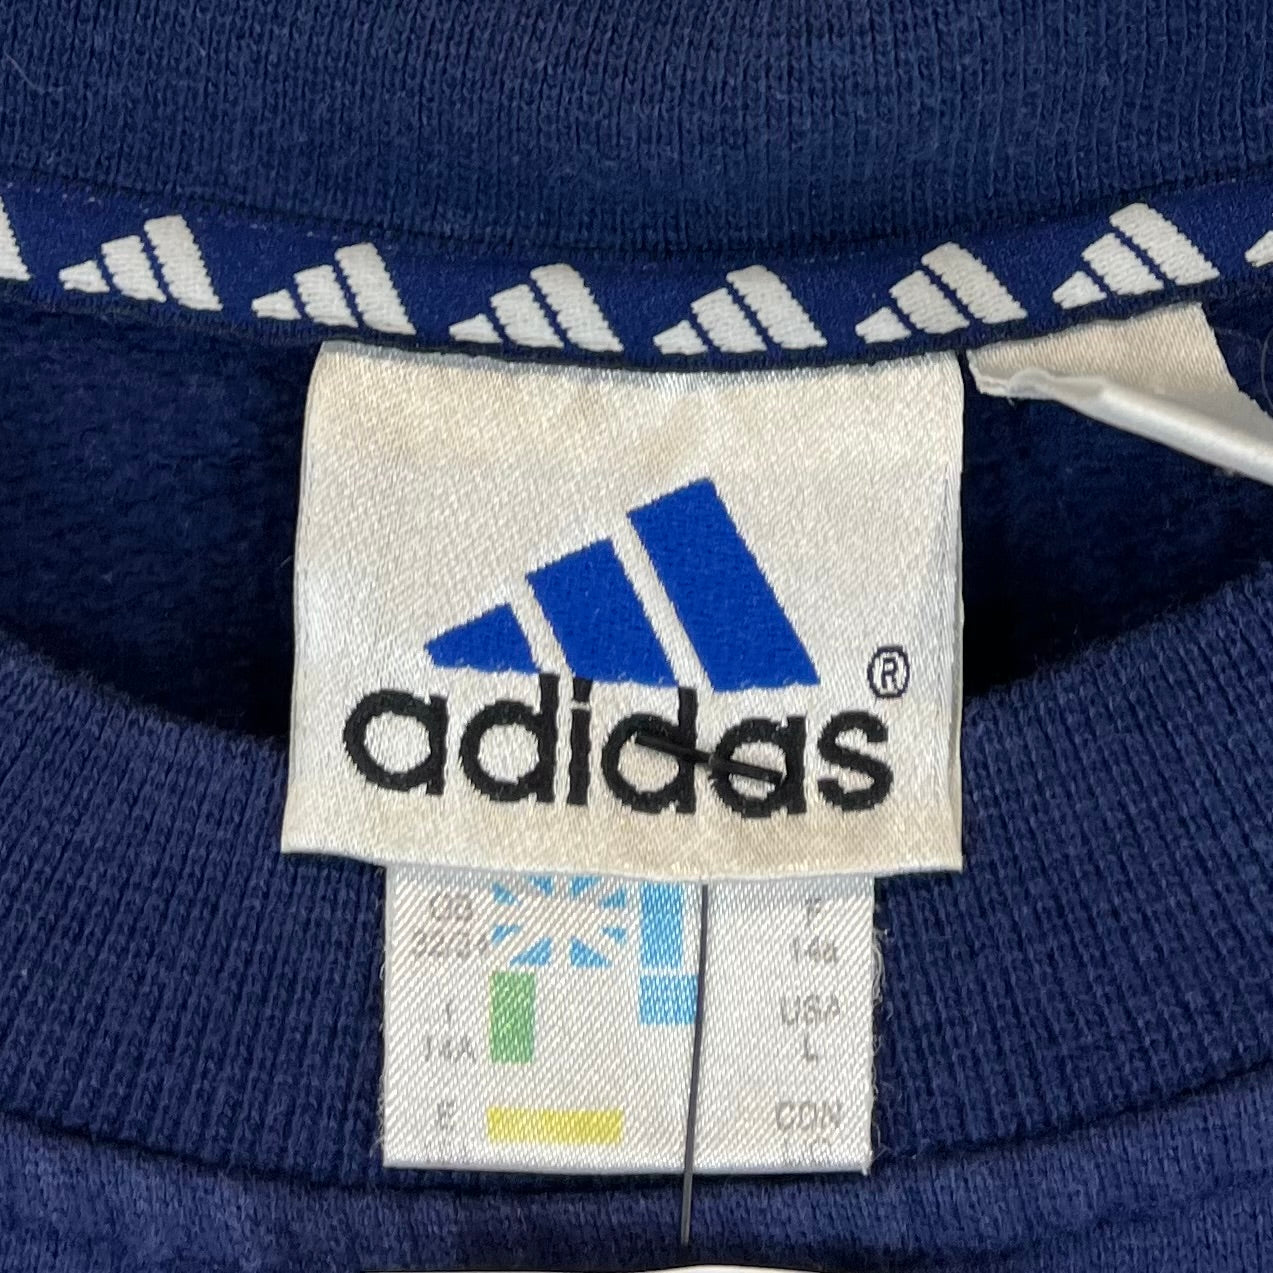 adidas ®
GB
32/34
F
14a
I
14A
USA
L
E
CDN